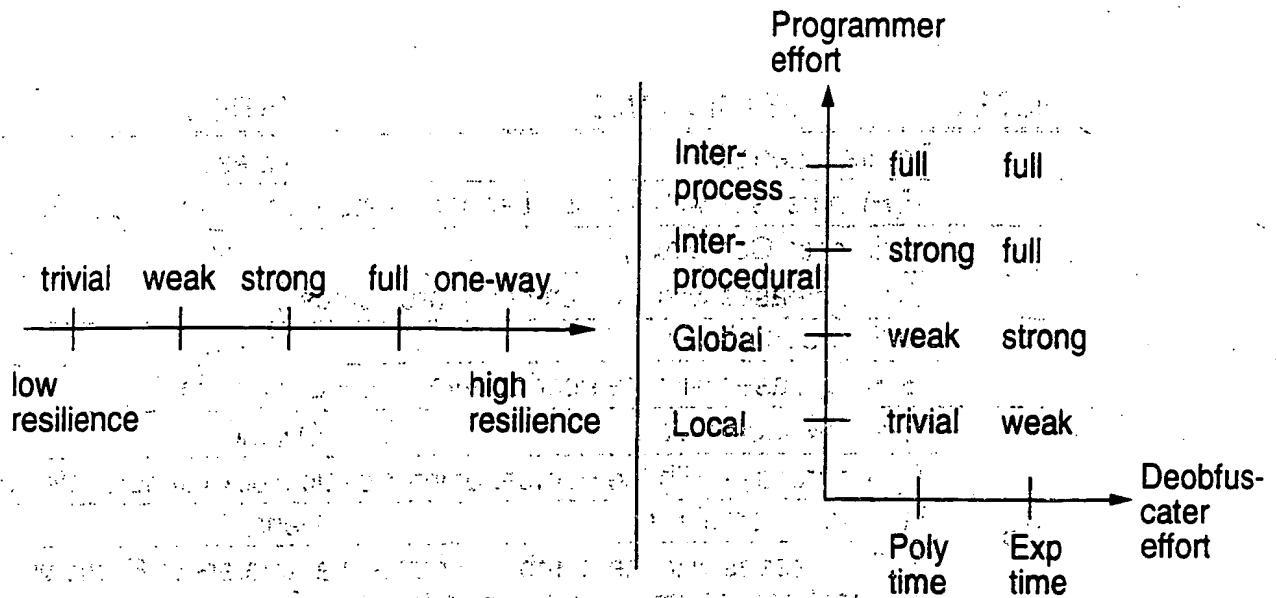 trivial weak strong full one-way
low
resilience
high
resilience
Programmer
effort
Inter-
process
full full
Inter-
procedural
strong full
Global weak strong
Local trivial weak
Deobfus-
cater
effort
Poly
time
Exp
time